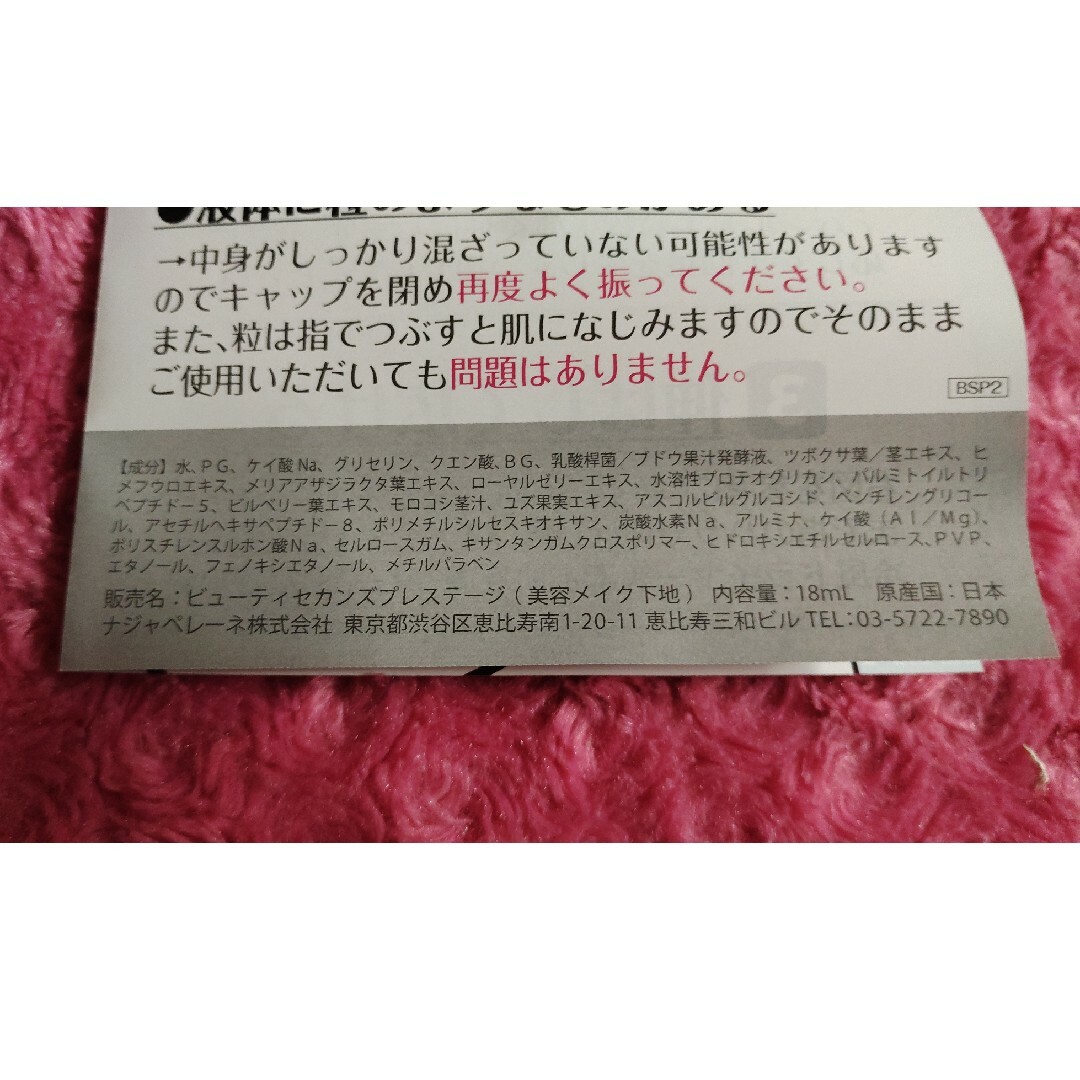 ●液体に粒のようなものがある
→中身がしっかり混ざっていない可能性があります
のでキャップを閉め再度よく振ってください。
また、粒は指でつぶすと肌になじみますのでそのまま
ご使用いただいても問題はありません。
BSP2
【成分】水、PG、ケイ酸Na、グリセリン、クエン酸、BG、乳酸桿菌／ブドウ果汁発酵液、ツボクサ葉／茎エキス、ヒ
メフウロエキス、メリアアザジラクタ葉エキス、ローヤルゼリーエキス、水溶性プロテオグリカン、パルミトイルトリ
ペプチド－5、ビルベリー葉エキス、モロコシ茎汁、ユズ果実エキス、アスコルビルグルコシド、ペンチレングリコー
ル、アセチルヘキサペプチド－8、ポリメチルシルセスキオキサン、炭酸水素Na、アルミナ、ケイ酸（Al／Mg）、
ポリスチレンスルホン酸Na、セルロースガム、キサンタンガムクロスポリマー、ヒドロキシエチルセルロース、PVP、
エタノール、フェノキシエタノール、メチルパラベン
販売名：ビューティセカンズプレステージ（美容メイク下地） 内容量：18mL 原産国：日本
ナジャペレーネ株式会社 東京都渋谷区恵比寿南1-20-11 恵比寿三和ビル TEL：03-5722-7890